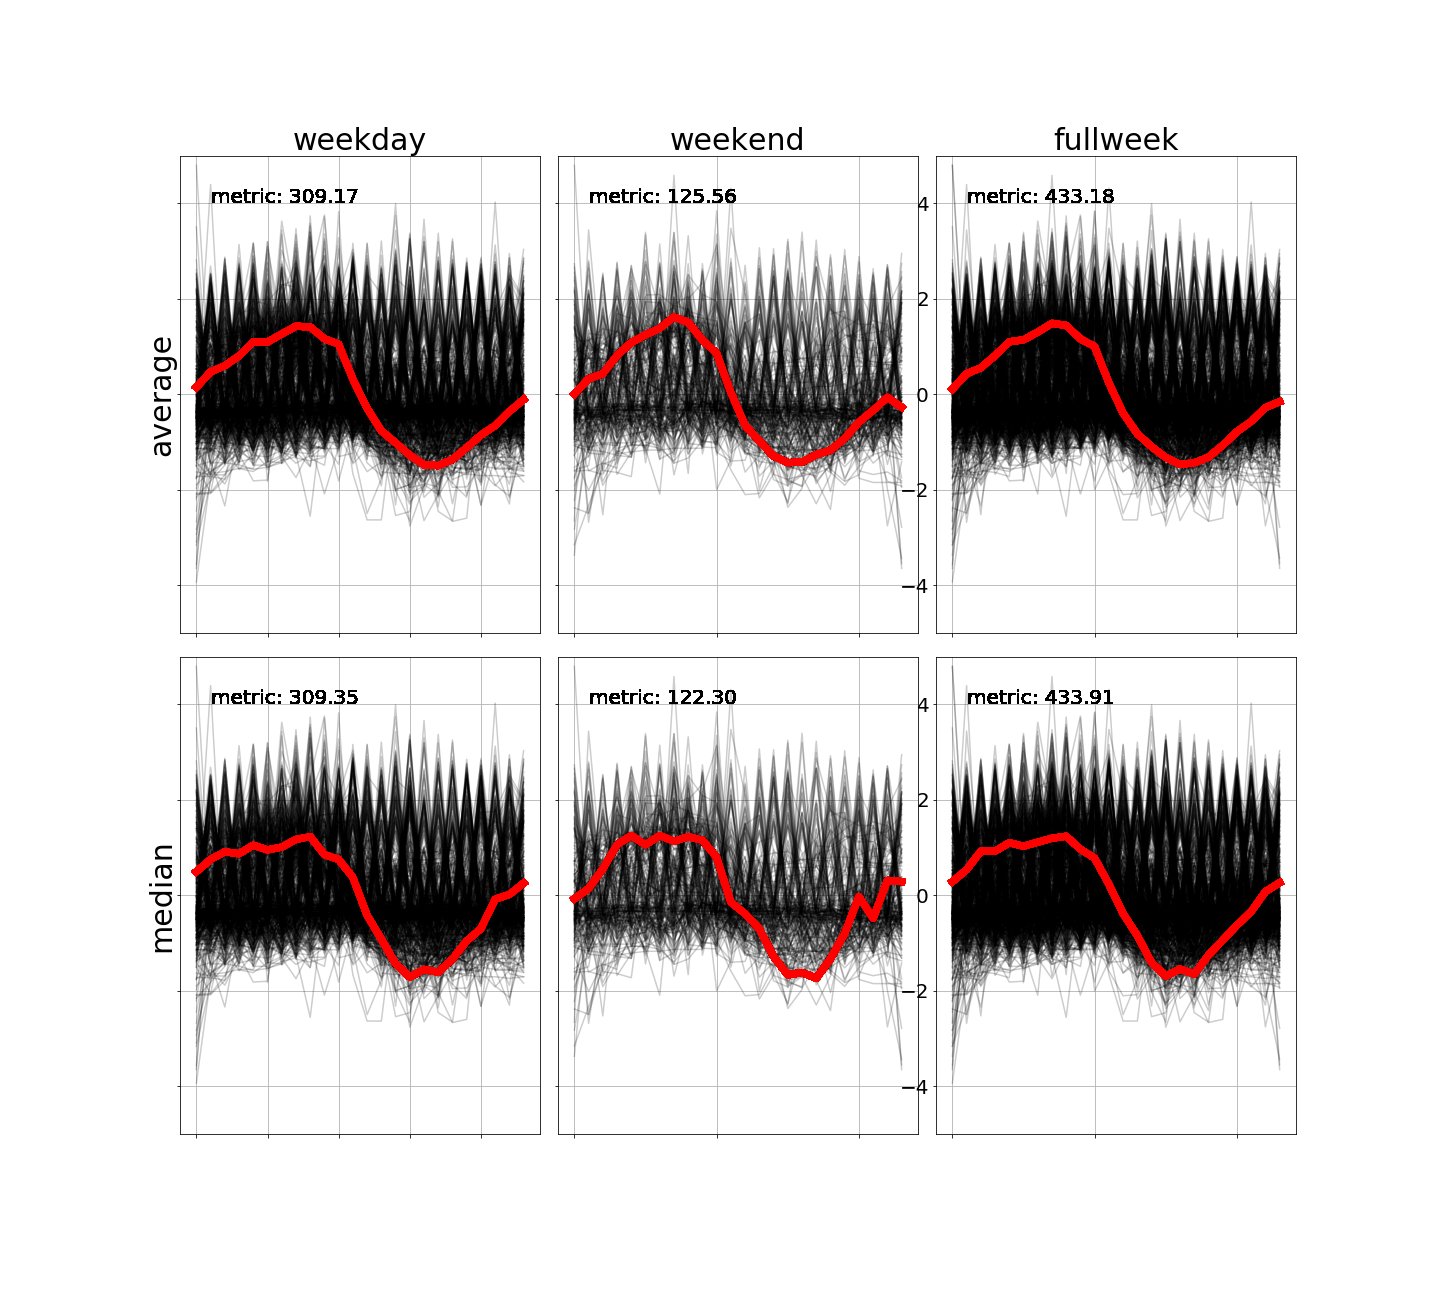 weekday weekend fullweek
average
metric: 309.17 metric: 125.56 metric: 433.18
4
2
0
−2
−4
median
metric: 309.35 metric: 122.30 metric: 433.91
4
2
0
−2
−4